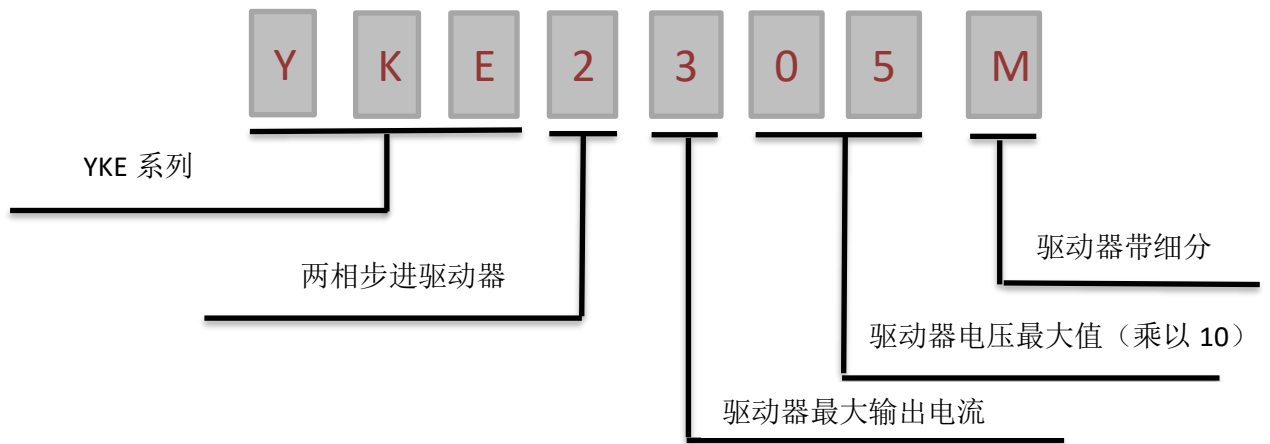 Y K E 2 3 0 5 M
YKE 系列
驱动器带细分
两相步进驱动器
驱动器电压最大值（乘以 10）
驱动器最大输出电流